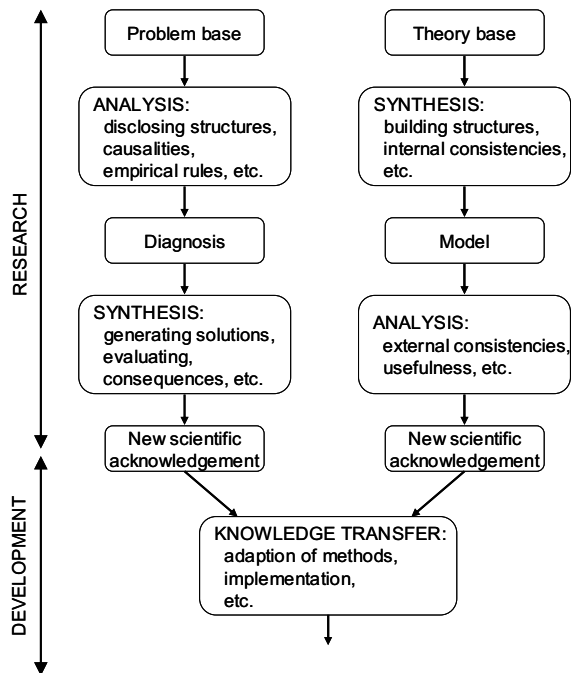 Problem base
Theory base
ANALYSIS:
disclosing structures,
causalities,
empirical rules, etc.
SYNTHESIS:
building structures,
internal consistencies,
etc.
Diagnosis
Model
SYNTHESIS:
generating solutions,
evaluating,
consequences, etc.
ANALYSIS:
external consistencies,
usefulness, etc.
New scientific
acknowledgement
New scientific
acknowledgement
KNOWLEDGE TRANSFER:
adaption of methods,
implementation,
etc.
RESEARCH
DEVELOPMENT